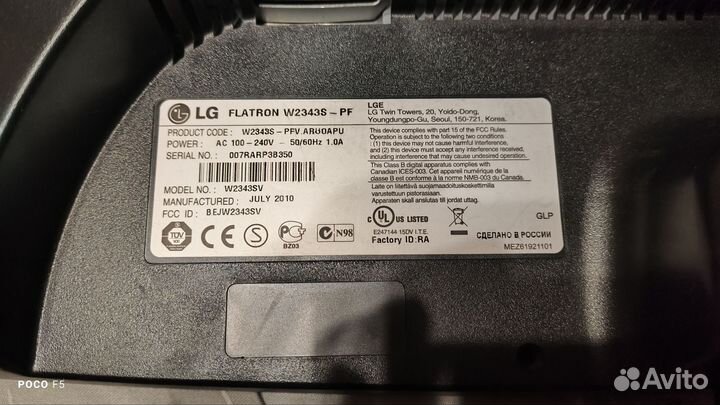 LG FLATRON W2343S-PF
PRODUCT CODE: W2343S-PFV.ARUOAPU
POWER: AC 100-240V ~ 50/60Hz 1.0A
SERIAL NO.: 007RARP3B350
MODEL NO.: W2343SV
MANUFACTURED: JULY 2010
FCC ID: BEJW2343SV
TÜV
S
BZ03
N98
LGE
LG Twin Towers, 20, Yoido-Dong,
Youngdungpo-Gu, Seoul, 150-721, Korea.
This device complies with part 15 of the FCC Rules.
Operation is subject to the following two conditions:
(1) this device may not cause harmful interference, and
(2) this device must accept any interference received,
including interference that may cause undesired operation.
This Class B digital apparatus complies with
Canadian ICES-003. Cet appareil numérique de la
classe B est conforme à la norme NMB-003 du Canada.
Laite on liitettävä suojamaadoituskoskettimilla
varustettuun pistorasiaan.
Apparaten skall anslutas till jordat uttag
c UL US LISTED
E247144 15DV I.T.E.
Factory ID:RA
GLP
СДЕЛАНО В РОССИИ
MEZ61921101
POCO F5
Avito